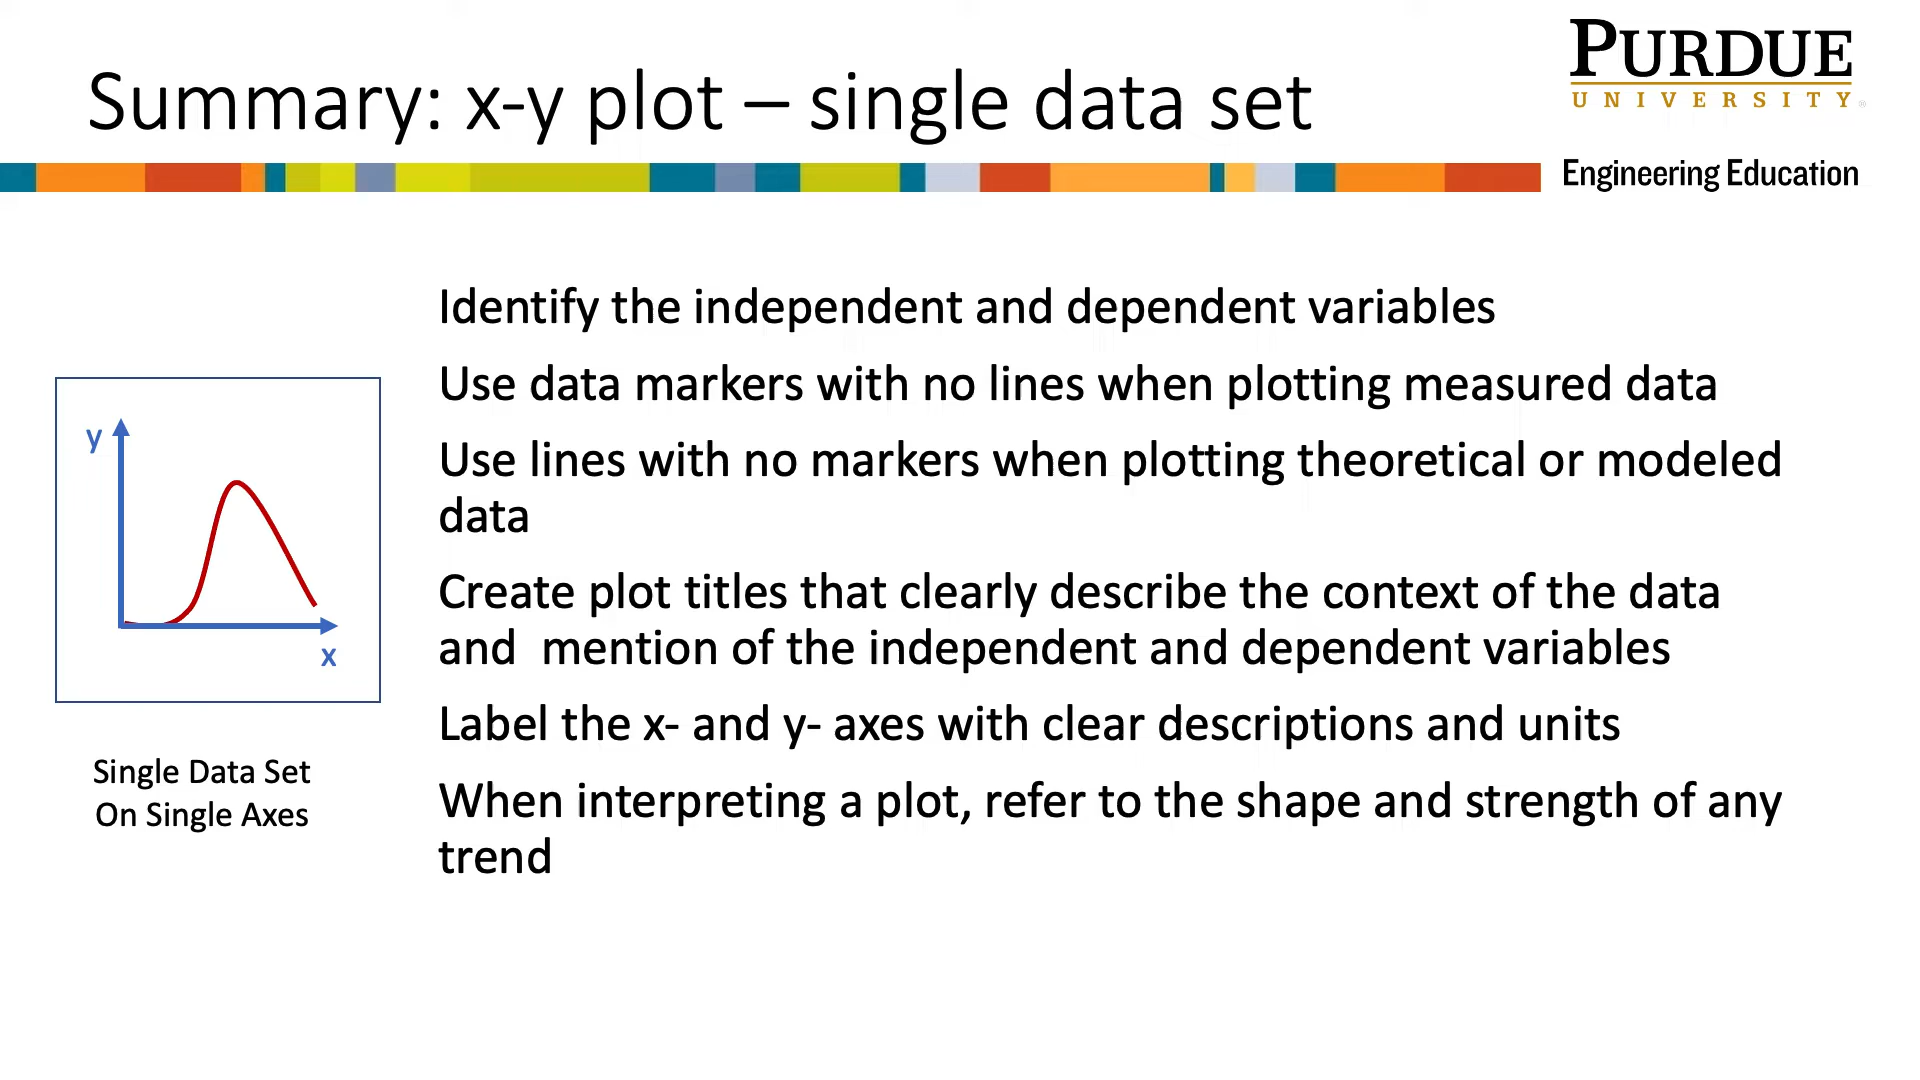 Summary: x-y plot – single data set
PURDUE
UNIVERSITY®
Engineering Education
Identify the independent and dependent variables
Use data markers with no lines when plotting measured data
Use lines with no markers when plotting theoretical or modeled
data
Create plot titles that clearly describe the context of the data
and  mention of the independent and dependent variables
Label the x- and y- axes with clear descriptions and units
When interpreting a plot, refer to the shape and strength of any
trend
y
x
Single Data Set
On Single Axes